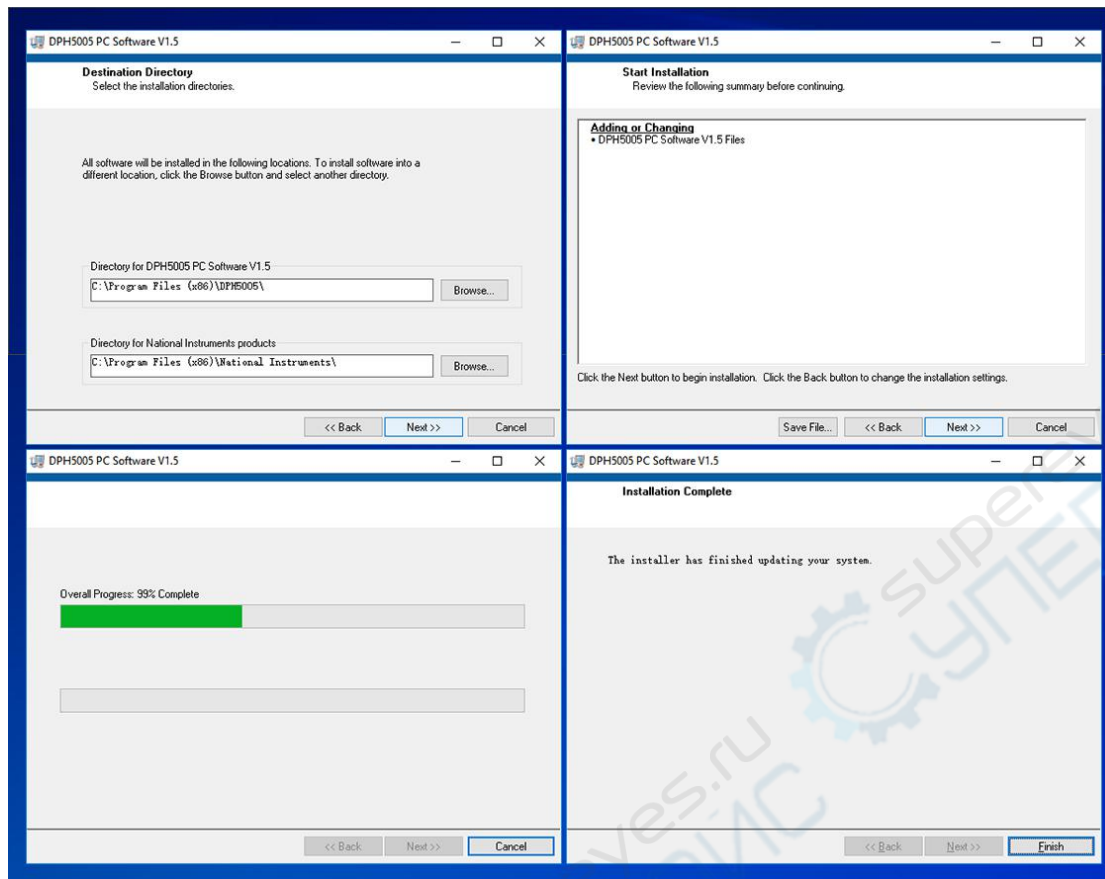 DPH5005 PC Software V1.5
Destination Directory
Select the installation directories.
All software will be installed in the following locations. To install software into a
different location, click the Browse button and select another directory.
Directory for DPH5005 PC Software V1.5
C:\Program Files (x86)\DPH5005\
Browse...
Directory for National Instruments products
C:\Program Files (x86)\National Instruments\
Browse...
<< Back Next >> Cancel
DPH5005 PC Software V1.5
Start Installation
Review the following summary before continuing.
Adding or Changing
• DPH5005 PC Software V1.5 Files
Click the Next button to begin installation. Click the Back button to change the installation settings.
Save File... << Back Next >> Cancel
DPH5005 PC Software V1.5
Overall Progress: 99% Complete
<< Back Next >> Cancel
DPH5005 PC Software V1.5
Installation Complete
The installer has finished updating your system.
<< Back Next >> Finish